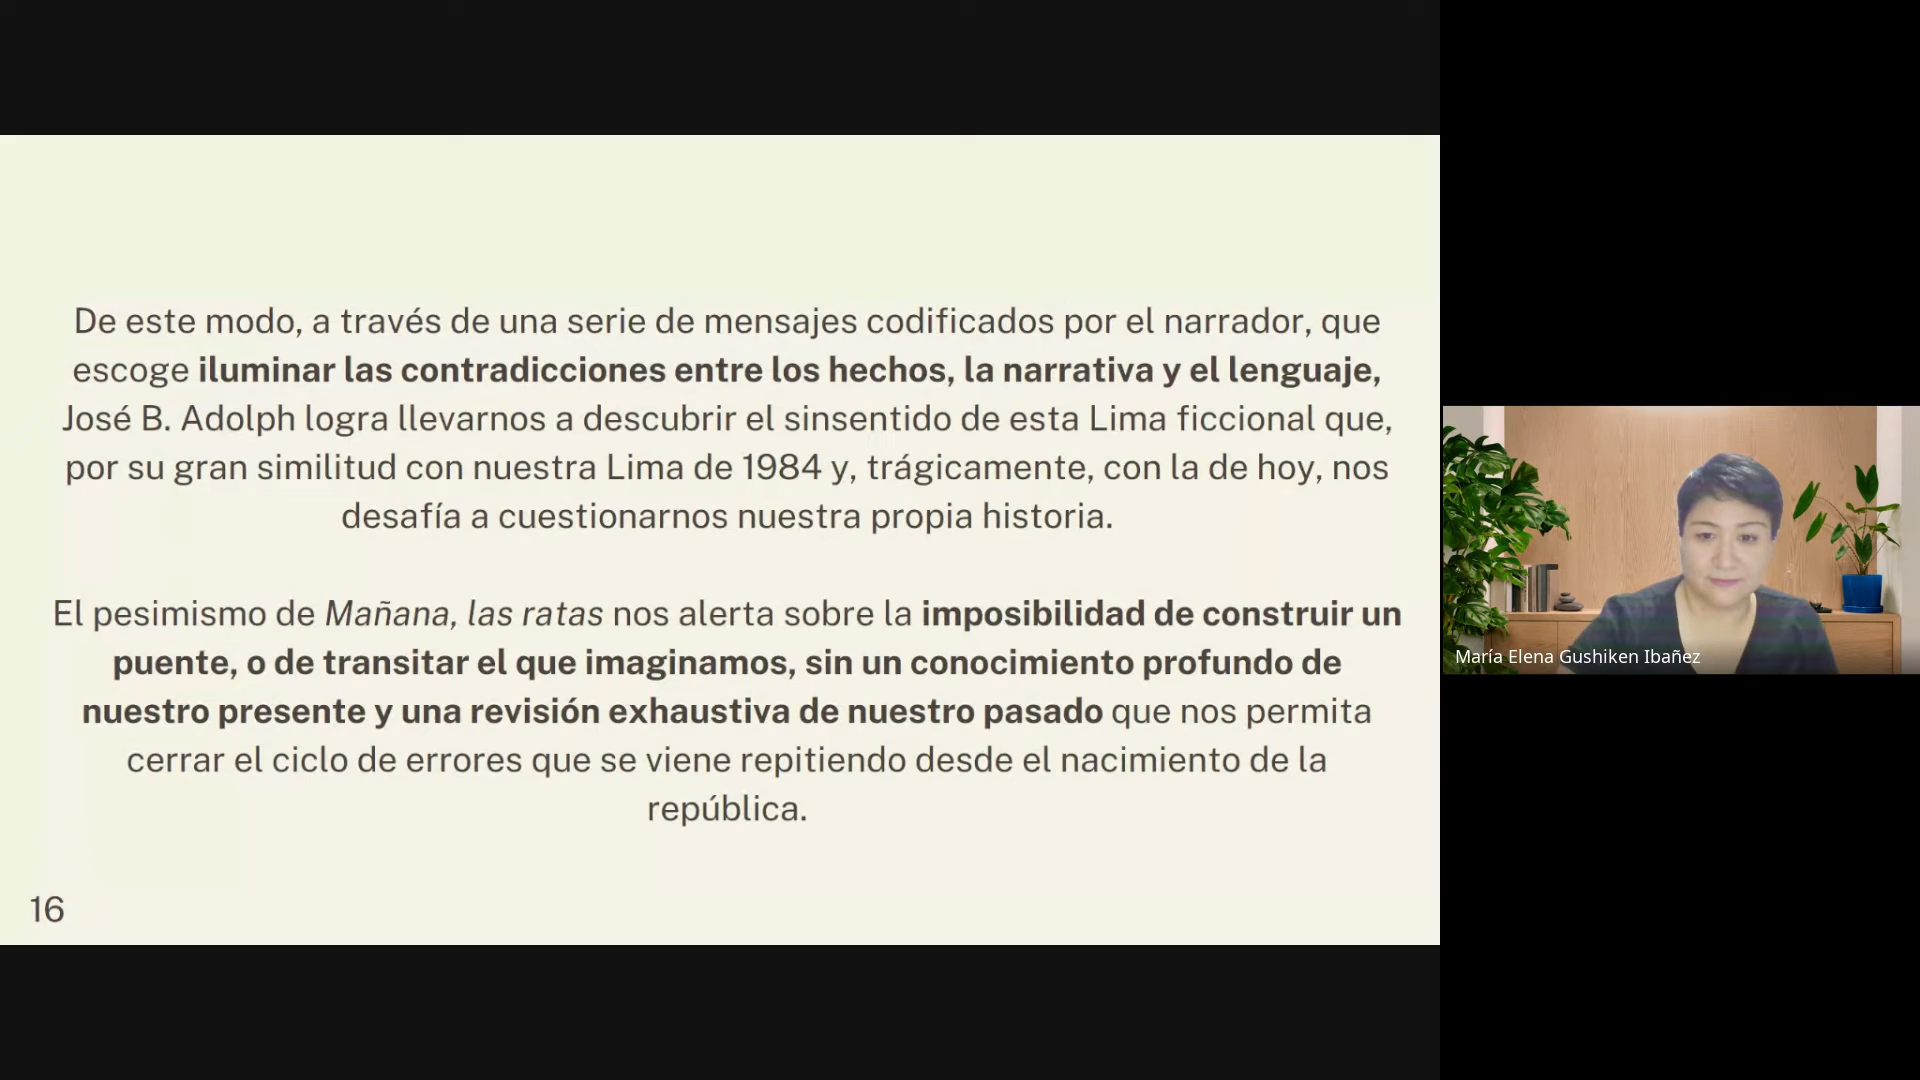 De este modo, a través de una serie de mensajes codificados por el narrador, que
escoge iluminar las contradicciones entre los hechos, la narrativa y el lenguaje,
José B. Adolph logra llevarnos a descubrir el sinsentido de esta Lima ficcional que,
por su gran similitud con nuestra Lima de 1984 y, trágicamente, con la de hoy, nos
desafía a cuestionarnos nuestra propia historia.
El pesimismo de Mañana, las ratas nos alerta sobre la imposibilidad de construir un
puente, o de transitar el que imaginamos, sin un conocimiento profundo de
nuestro presente y una revisión exhaustiva de nuestro pasado que nos permita
cerrar el ciclo de errores que se viene repitiendo desde el nacimiento de la
república.
16
María Elena Gushiken Ibañez